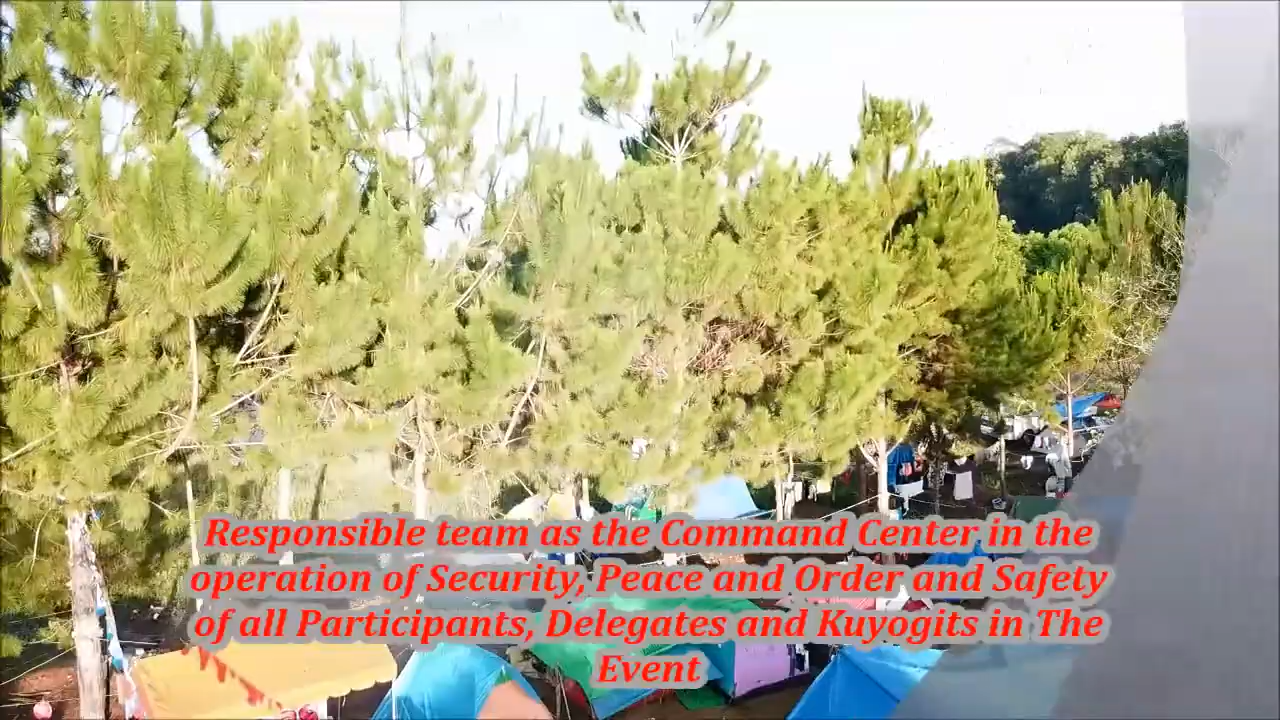 Responsible team as the Command Center in the
operation of Security, Peace and Order and Safety
of all Participants, Delegates and Kuyogits in The
Event